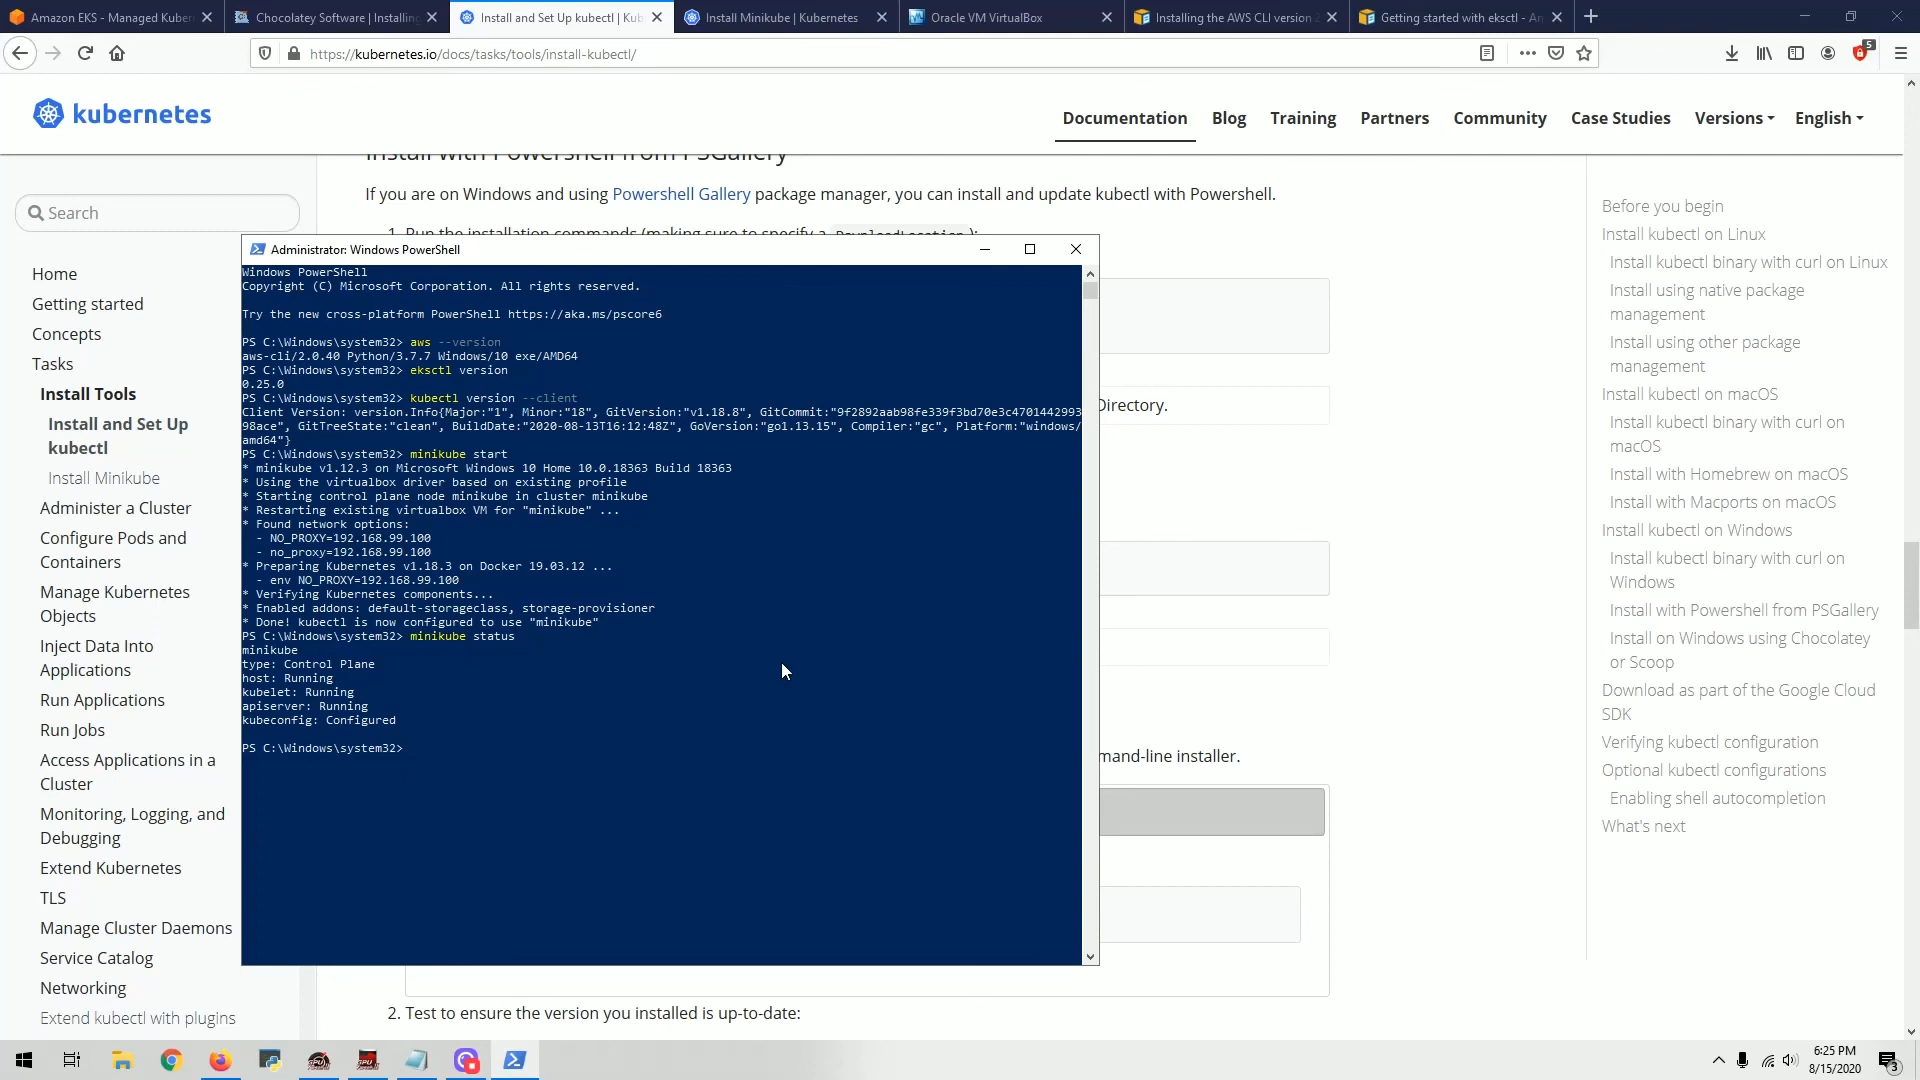 Amazon EKS - Managed Kuber
Chocolatey Software | Installing
Install and Set Up kubectl | Kub
Install Minikube | Kubernetes
Oracle VM VirtualBox
Installing the AWS CLI version 2
Getting started with eksctl - Am
https://kubernetes.io/docs/tasks/tools/install-kubectl/
5
kubernetes
Documentation
Blog
Training
Partners
Community
Case Studies
Versions
English
Search
Home
Getting started
Concepts
Tasks
Install Tools
Install and Set Up
kubectl
Install Minikube
Administer a Cluster
Configure Pods and
Containers
Manage Kubernetes
Objects
Inject Data Into
Applications
Run Applications
Run Jobs
Access Applications in a
Cluster
Monitoring, Logging, and
Debugging
Extend Kubernetes
TLS
Manage Cluster Daemons
Service Catalog
Networking
Extend kubectl with plugins
Install with Powershell from PSGallery
If you are on Windows and using Powershell Gallery package manager, you can install and update kubectl with Powershell.
1. Run the installation commands (making sure to specify a DownloadLocation ):
Administrator: Windows PowerShell
Windows PowerShell
Copyright (C) Microsoft Corporation. All rights reserved.
Try the new cross-platform PowerShell https://aka.ms/pscore6
PS C:\Windows\system32> aws --version
aws-cli/2.0.40 Python/3.7.7 Windows/10 exe/AMD64
PS C:\Windows\system32> eksctl version
0.25.0
PS C:\Windows\system32> kubectl version --client
Client Version: version.Info{Major:"1", Minor:"18", GitVersion:"v1.18.8", GitCommit:"9f2892aab98fe339f3bd70e3c4701442993
98ace", GitTreeState:"clean", BuildDate:"2020-08-13T16:12:48Z", GoVersion:"go1.13.15", Compiler:"gc", Platform:"windows/
amd64"}
PS C:\Windows\system32> minikube start
* minikube v1.12.3 on Microsoft Windows 10 Home 10.0.18363 Build 18363
* Using the virtualbox driver based on existing profile
* Starting control plane node minikube in cluster minikube
* Restarting existing virtualbox VM for "minikube" ...
* Found network options:
- NO_PROXY=192.168.99.100
- no_proxy=192.168.99.100
* Preparing Kubernetes v1.18.3 on Docker 19.03.12 ...
- env NO_PROXY=192.168.99.100
* Verifying Kubernetes components...
* Enabled addons: default-storageclass, storage-provisioner
* Done! kubectl is now configured to use "minikube"
PS C:\Windows\system32> minikube status
minikube
type: Control Plane
host: Running
kubelet: Running
apiserver: Running
kubeconfig: Configured
PS C:\Windows\system32>
Directory.
mand-line installer.
2. Test to ensure the version you installed is up-to-date:
Before you begin
Install kubectl on Linux
Install kubectl binary with curl on Linux
Install using native package
management
Install using other package
management
Install kubectl on macOS
Install kubectl binary with curl on
macOS
Install with Homebrew on macOS
Install with Macports on macOS
Install kubectl on Windows
Install kubectl binary with curl on
Windows
Install with Powershell from PSGallery
Install on Windows using Chocolatey
or Scoop
Download as part of the Google Cloud
SDK
Verifying kubectl configuration
Optional kubectl configurations
Enabling shell autocompletion
What's next
6:25 PM
8/15/2020
3